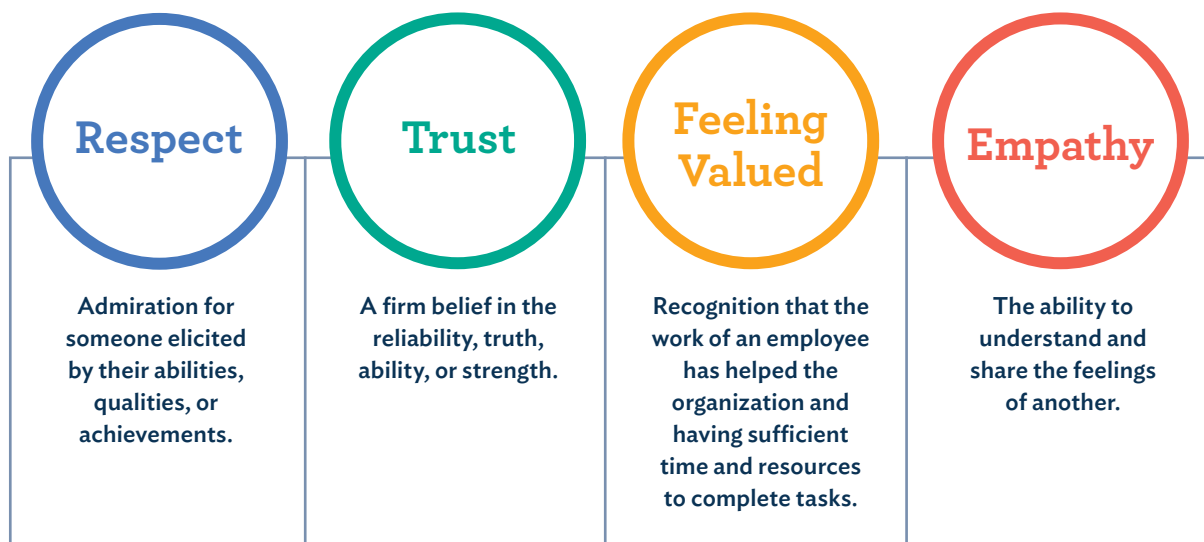 Respect
Admiration for
someone elicited
by their abilities,
qualities, or
achievements.
Trust
A firm belief in the
reliability, truth,
ability, or strength.
Feeling
Valued
Recognition that the
work of an employee
has helped the
organization and
having sufficient
time and resources
to complete tasks.
Empathy
The ability to
understand and
share the feelings
of another.